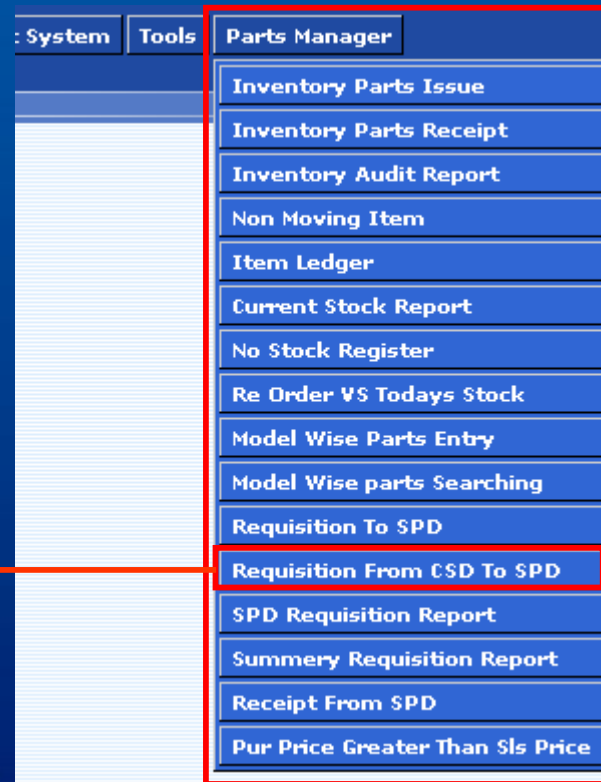 : System Tools Parts Manager
Inventory Parts Issue
Inventory Parts Receipt
Inventory Audit Report
Non Moving Item
Item Ledger
Current Stock Report
No Stock Register
Re Order VS Todays Stock
Model Wise Parts Entry
Model Wise parts Searching
Requisition To SPD
Requisition From CSD To SPD
SPD Requisition Report
Summery Requisition Report
Receipt From SPD
Pur Price Greater Than Sls Price